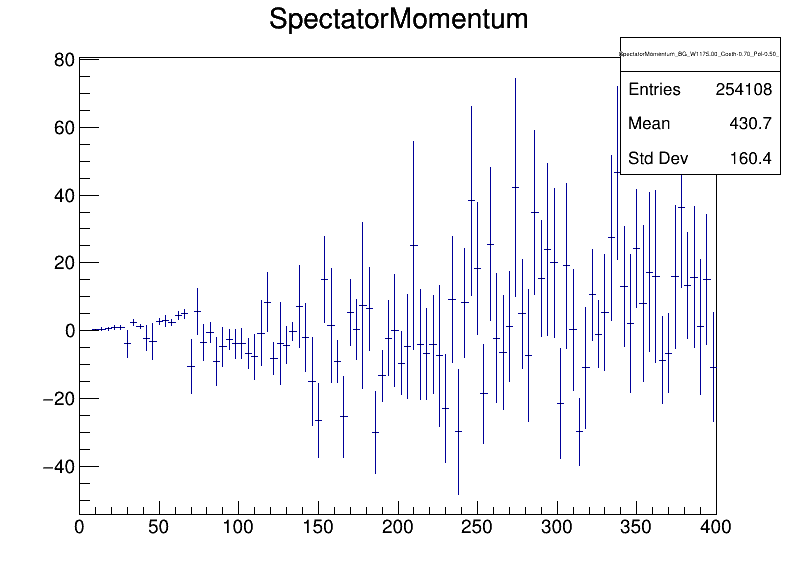 SpectatorMomentum
SpectatorMomentum_BG_W1175.00_Costh-0.70_Pol-0.50_
Entries 254108
Mean 430.7
Std Dev 160.4
80
60
40
20
0
−20
−40
0 50 100 150 200 250 300 350 400